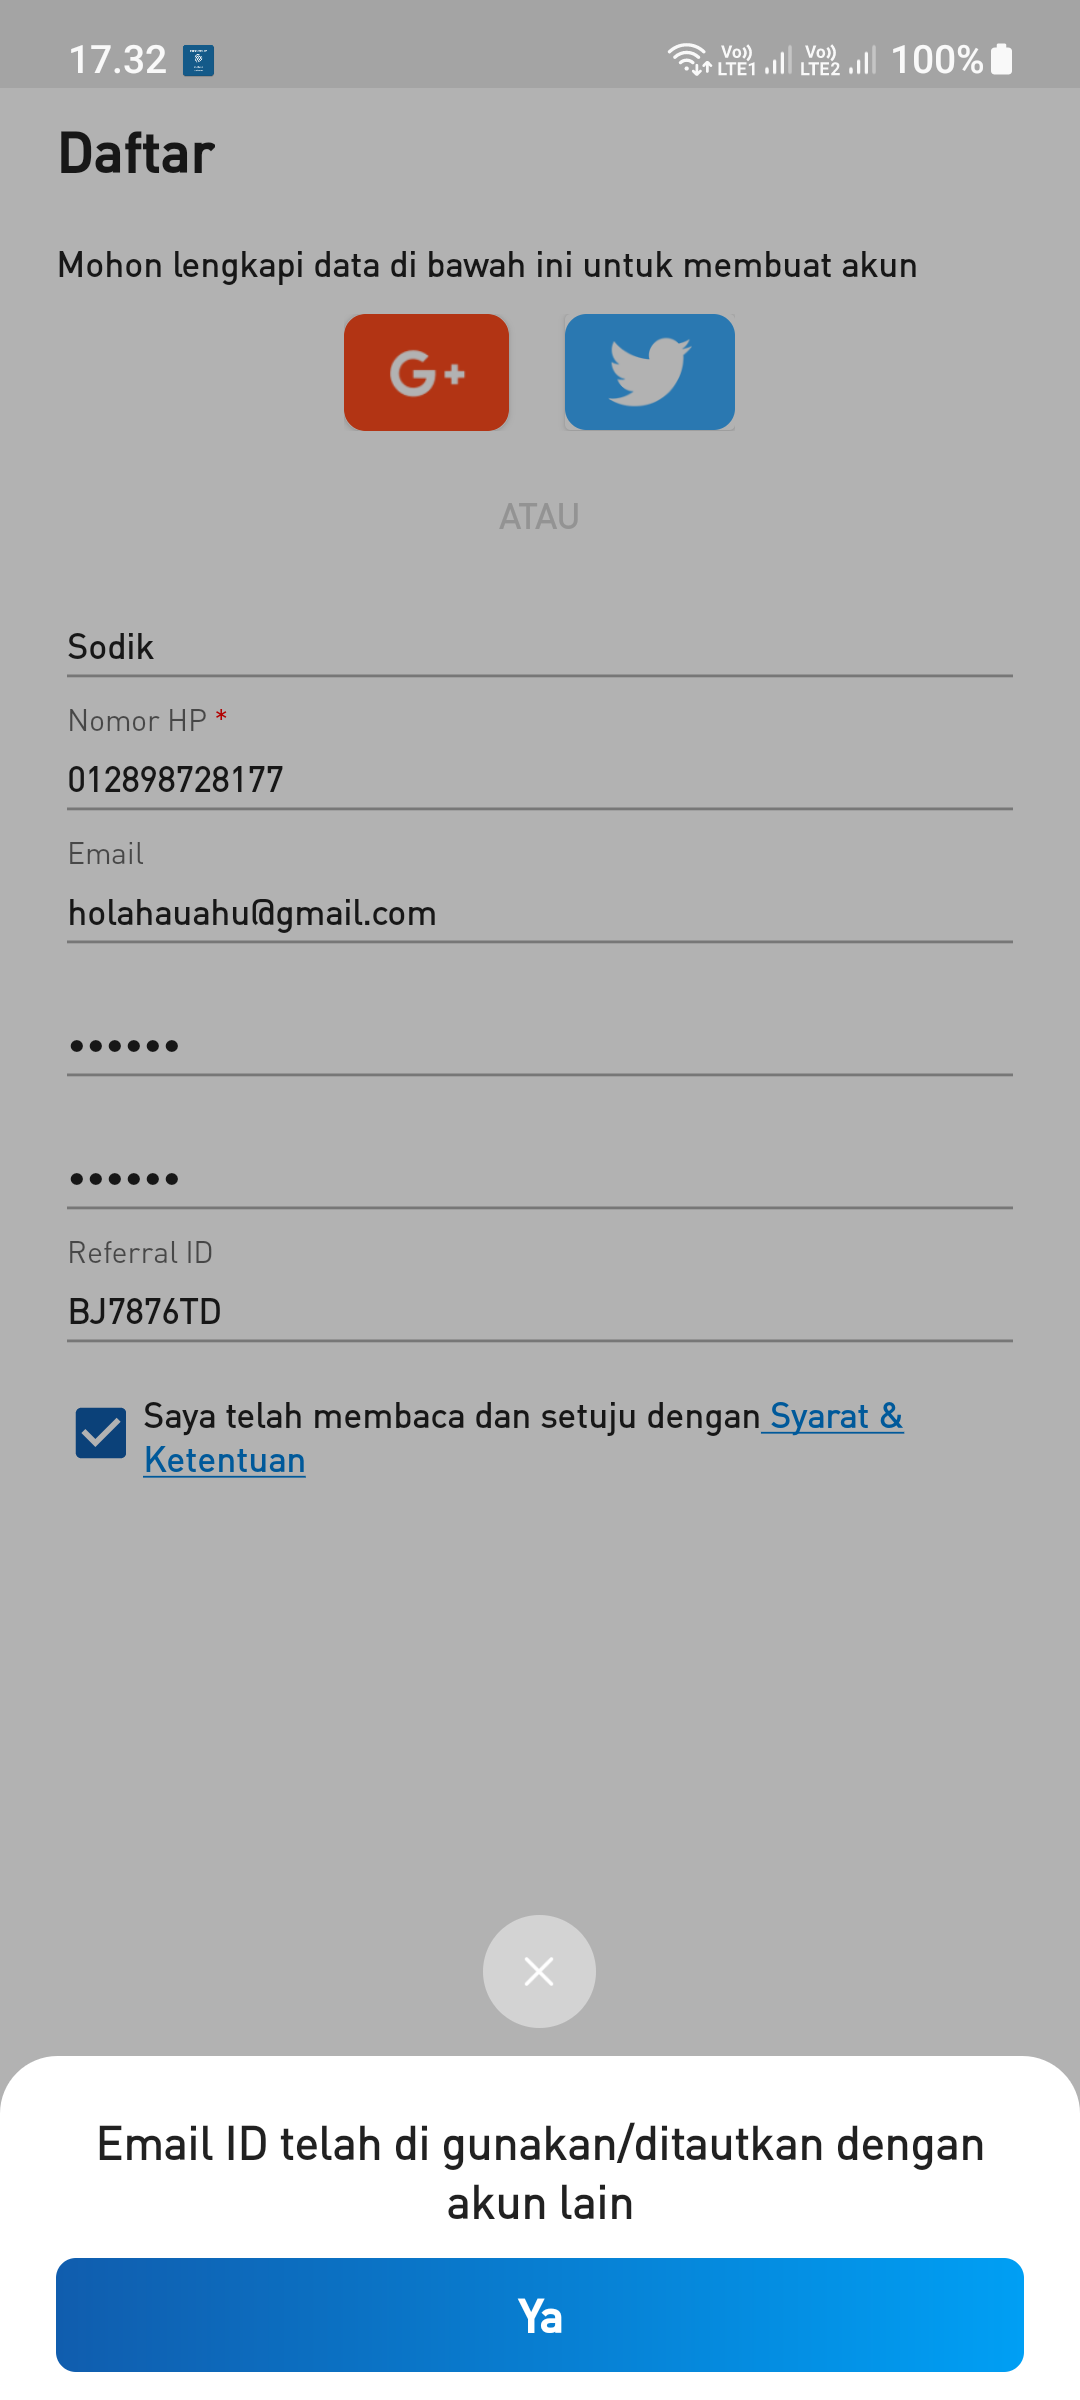 17.32
Vo)) LTE1 Vo)) LTE2 100%
Daftar
Mohon lengkapi data di bawah ini untuk membuat akun
G+
ATAU
Sodik
Nomor HP *
012898728177
Email
holahauahu@gmail.com
••••••
••••••
Referral ID
BJ7876TD
Saya telah membaca dan setuju dengan Syarat &
Ketentuan
Email ID telah di gunakan/ditautkan dengan
akun lain
Ya